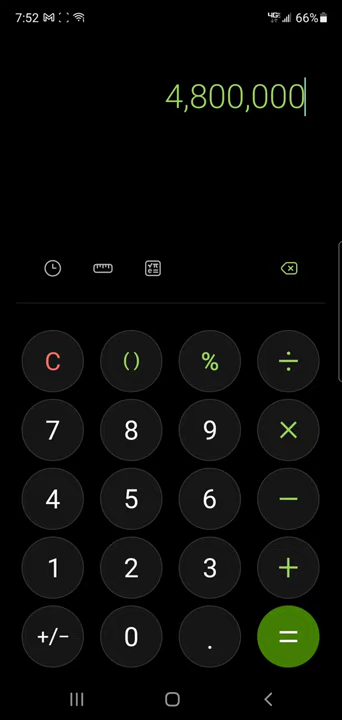 7:52 66%
4,800,000
C () % ÷
7 8 9 ×
4 5 6 −
1 2 3 +
+/− 0 . =